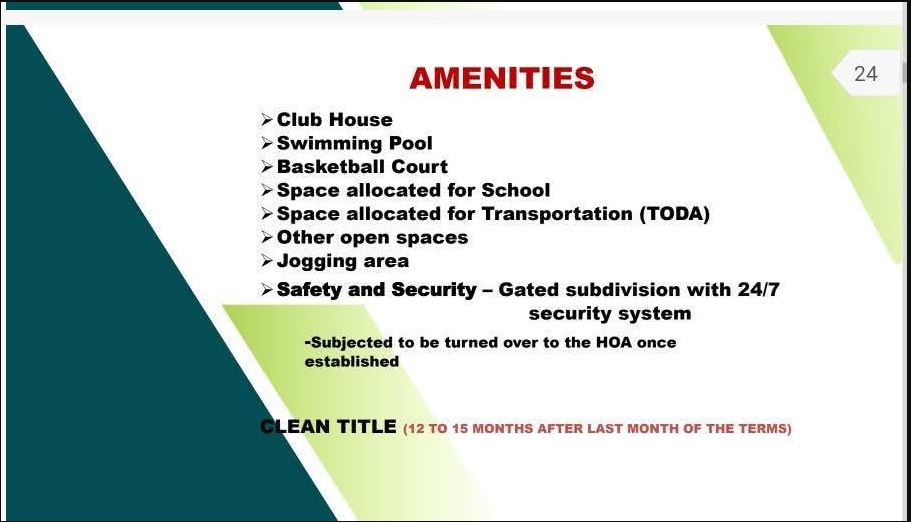 AMENITIES
24
➢Club House
➢Swimming Pool
➢Basketball Court
➢Space allocated for School
➢Space allocated for Transportation (TODA)
➢Other open spaces
➢Jogging area
➢Safety and Security – Gated subdivision with 24/7
security system
-Subjected to be turned over to the HOA once
established
CLEAN TITLE (12 TO 15 MONTHS AFTER LAST MONTH OF THE TERMS)